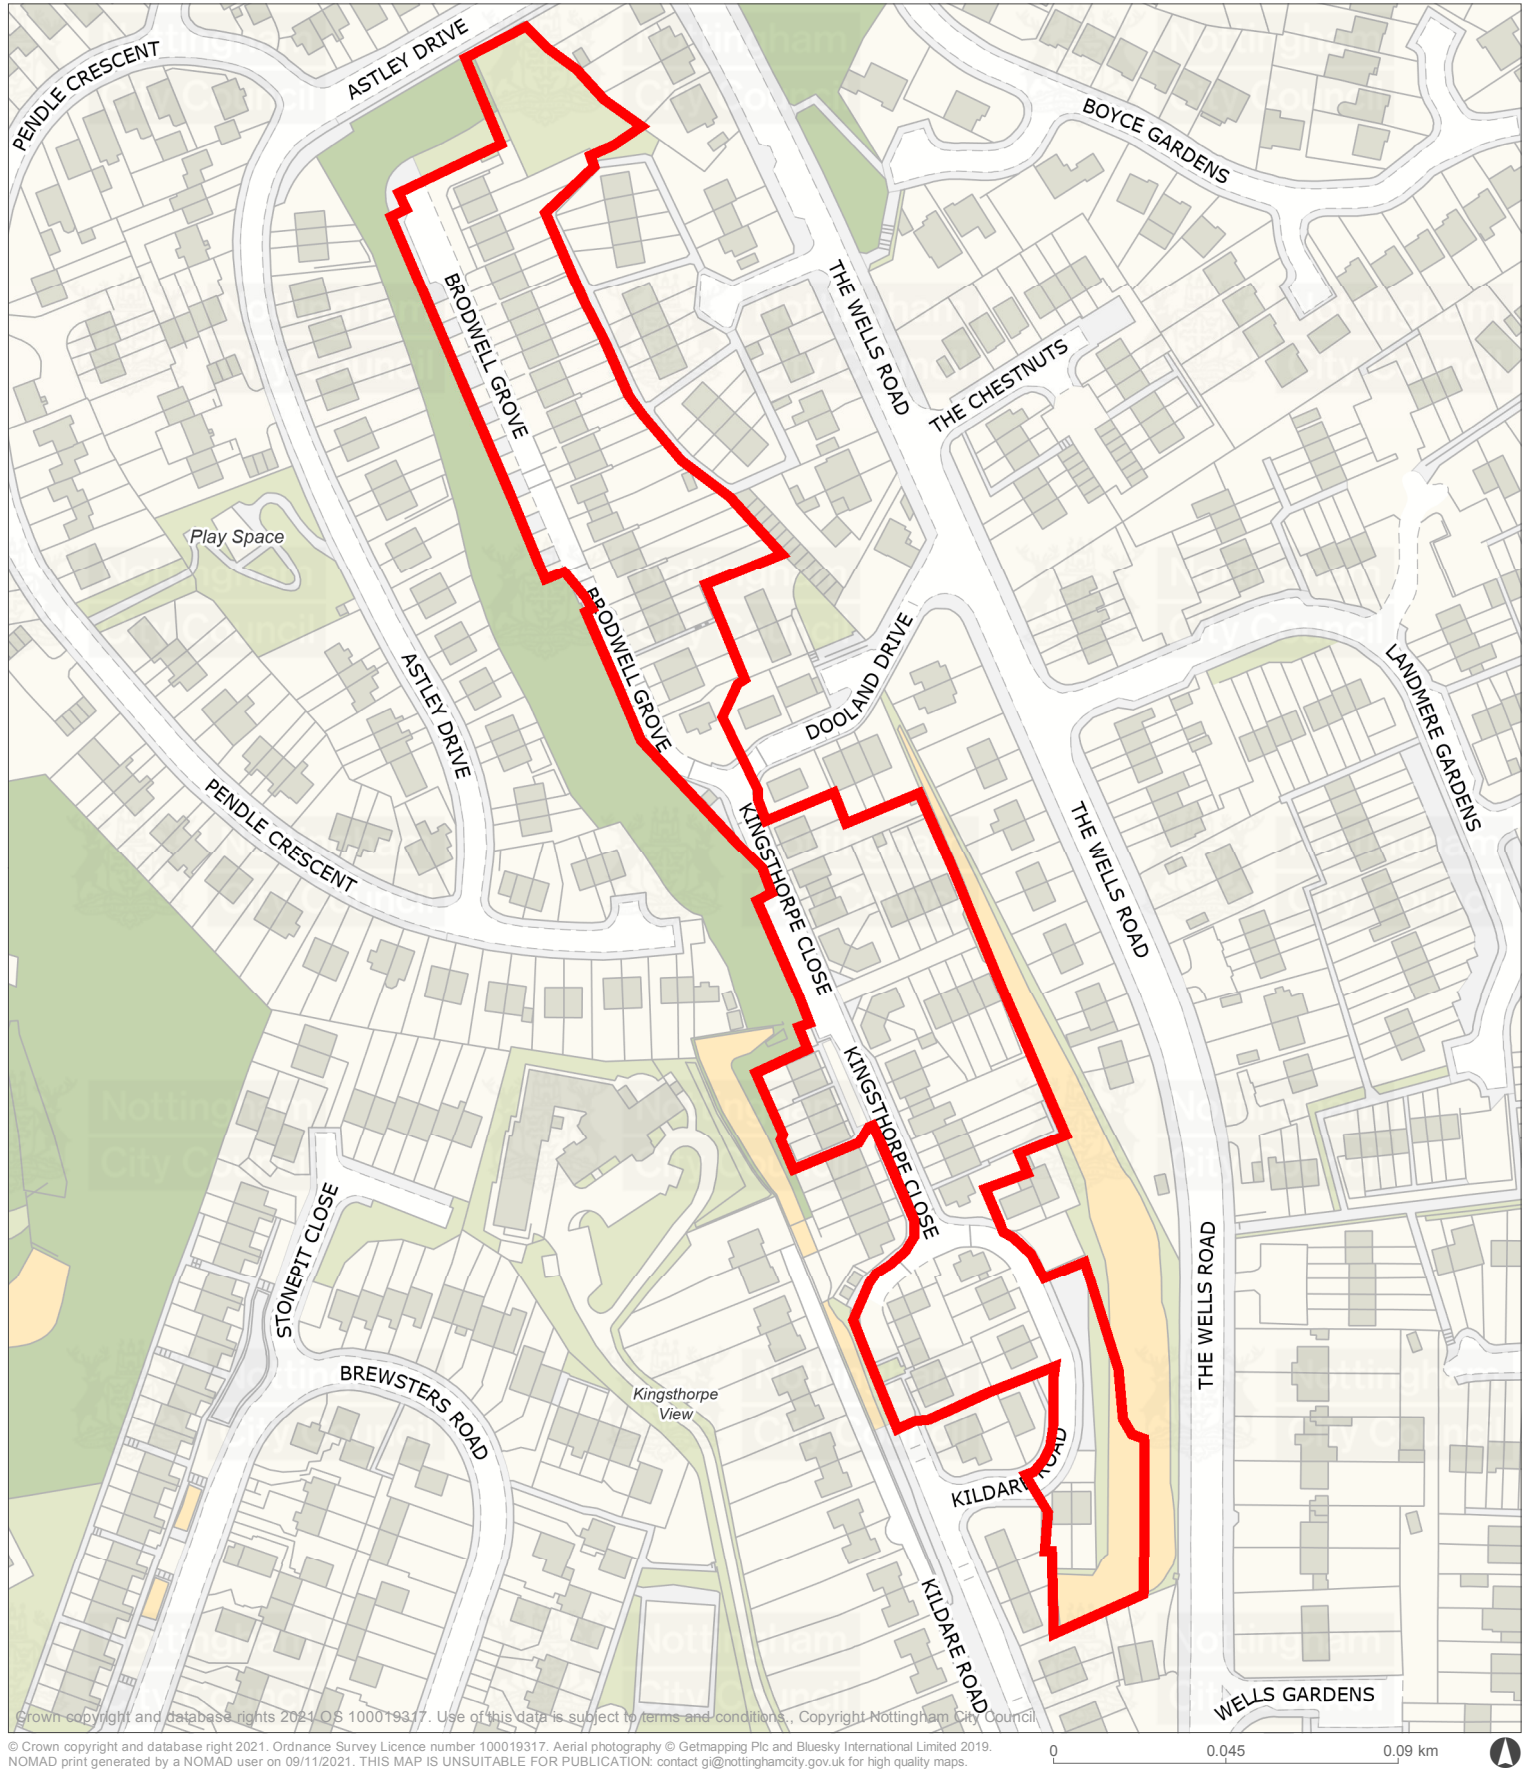 ASTLEY DRIVE
PENDLE CRESCENT
BOYCE GARDENS
BRODWELL GROVE
THE WELLS ROAD
THE CHESTNUTS
Play Space
BRODWELL GROVE
DOOLAND DRIVE
ASTLEY DRIVE
LANDMERE GARDENS
PENDLE CRESCENT
KINGSTHORPE CLOSE
THE WELLS ROAD
KINGSTHORPE CLOSE
STONEPIT CLOSE
THE WELLS ROAD
BREWSTERS ROAD
Kingsthorpe
View
KILDARE ROAD
KILDARE ROAD
WELLS GARDENS
Nottingham
City Council
Crown copyright and database rights 2021 OS 100019317. Use of this data is subject to terms and conditions., Copyright Nottingham City Council
© Crown copyright and database right 2021. Ordnance Survey Licence number 100019317. Aerial photography © Getmapping Plc and Bluesky International Limited 2019.
NOMAD print generated by a NOMAD user on 09/11/2021. THIS MAP IS UNSUITABLE FOR PUBLICATION: contact gi@nottinghamcity.gov.uk for high quality maps.
0 0.045 0.09 km